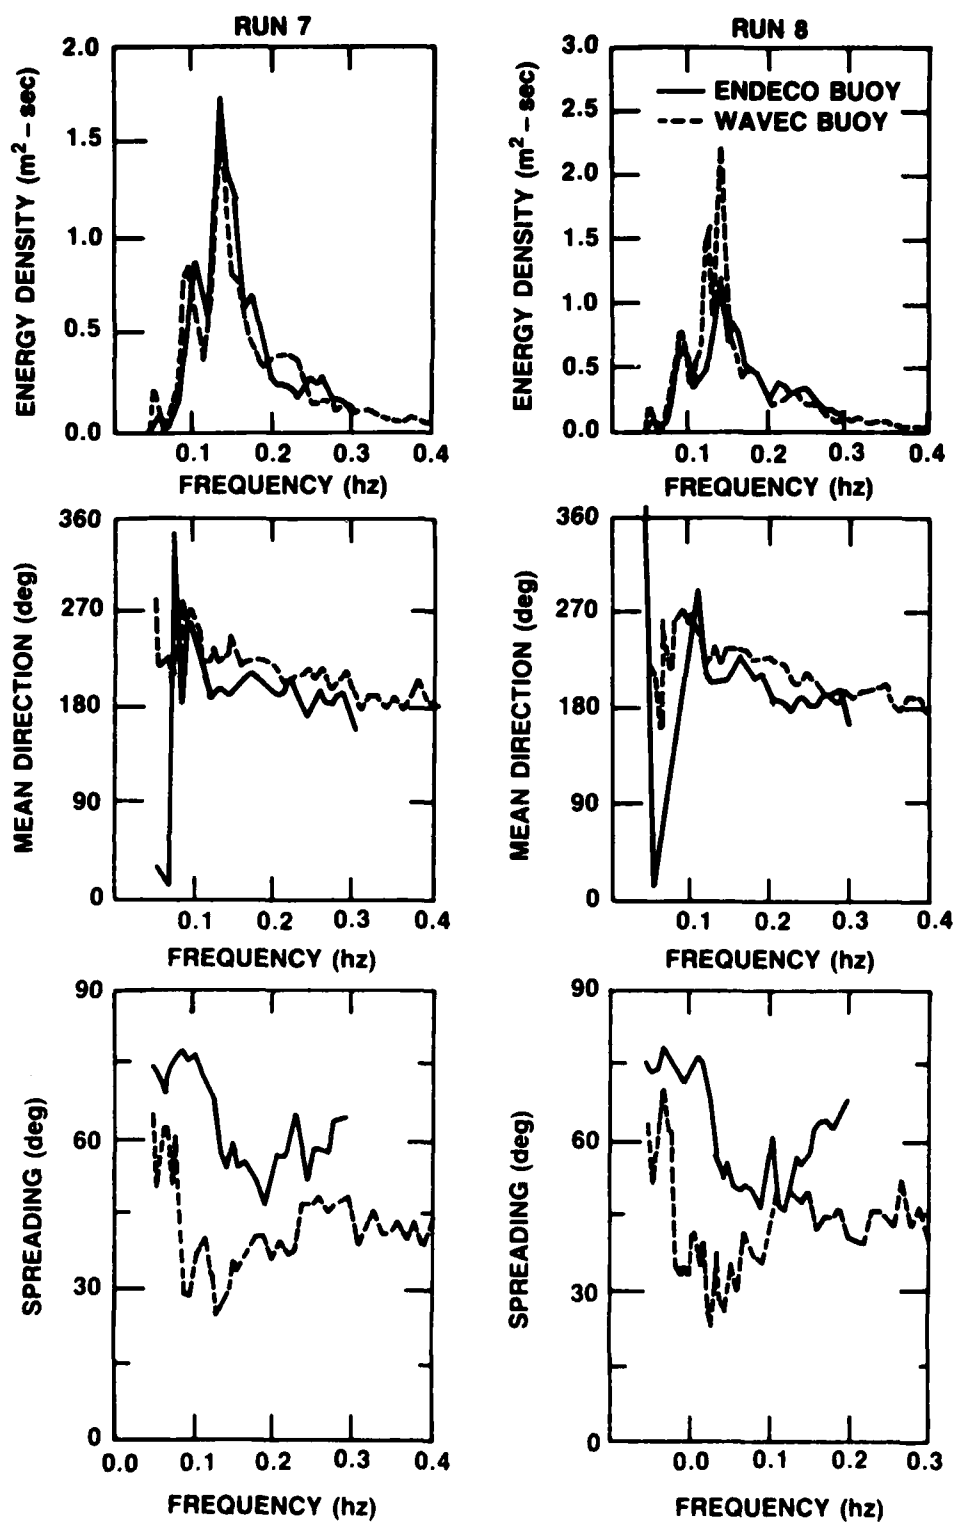 RUN 7
2.0
1.5
1.0
0.5
0.0
0.1 0.2 0.3 0.4
ENERGY DENSITY (m² – sec)
FREQUENCY (hz)
RUN 8
3.0
2.5
2.0
1.5
1.0
0.5
0.0
0.1 0.2 0.3 0.4
ENERGY DENSITY (m² – sec)
ENDECO BUOY
WAVEC BUOY
FREQUENCY (hz)
360
270
180
90
0
0.1 0.2 0.3 0.4
MEAN DIRECTION (deg)
FREQUENCY (hz)
360
270
180
90
0
0.1 0.2 0.3 0.4
MEAN DIRECTION (deg)
FREQUENCY (hz)
90
60
30
0
0.0 0.1 0.2 0.3 0.4
SPREADING (deg)
FREQUENCY (hz)
90
60
30
0
0.0 0.1 0.2 0.3
SPREADING (deg)
FREQUENCY (hz)